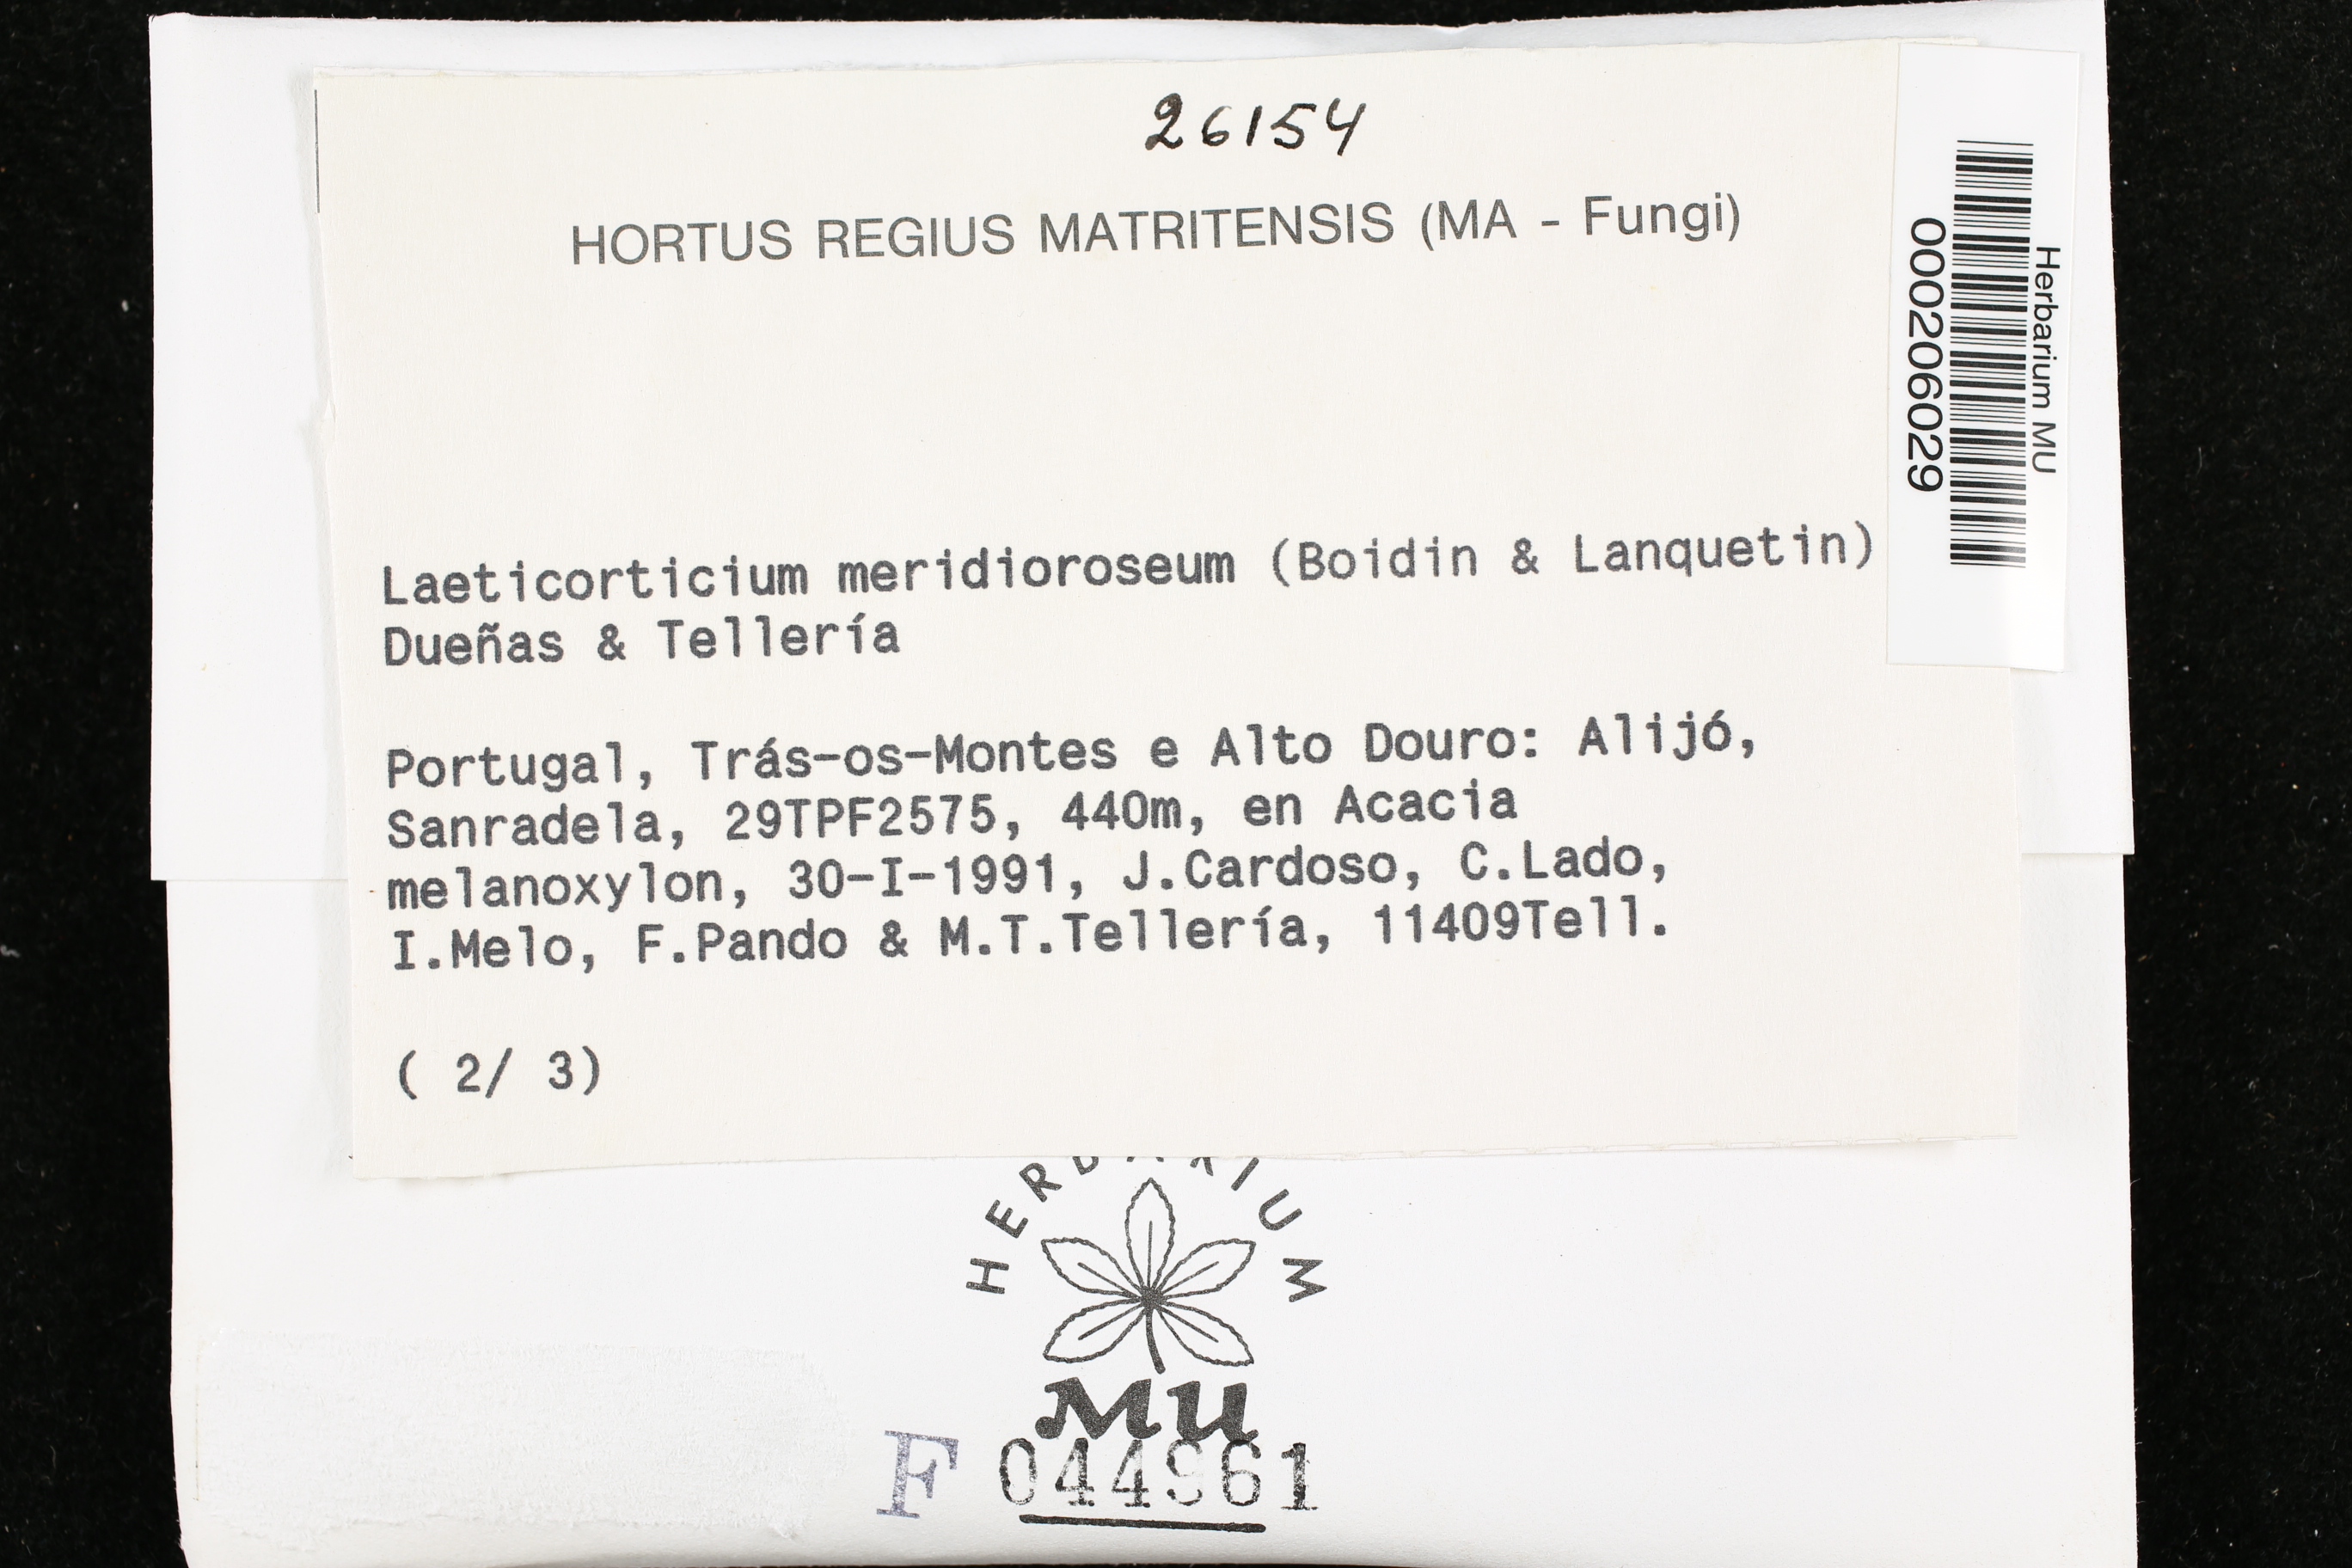 26154
HORTUS REGIUS MATRITENSIS (MA - Fungi)
Herbarium MU
000206029
Laeticorticium meridioroseum (Boidin & Lanquetin)
Dueñas & Tellería
Portugal, Trás-os-Montes e Alto Douro: Alijó,
Sanradela, 29TPF2575, 440m, en Acacia
melanoxylon, 30-I-1991, J.Cardoso, C.Lado,
I.Melo, F.Pando & M.T.Tellería, 11409Tell.
( 2/ 3)
HERBARIUM
MU
F 044961